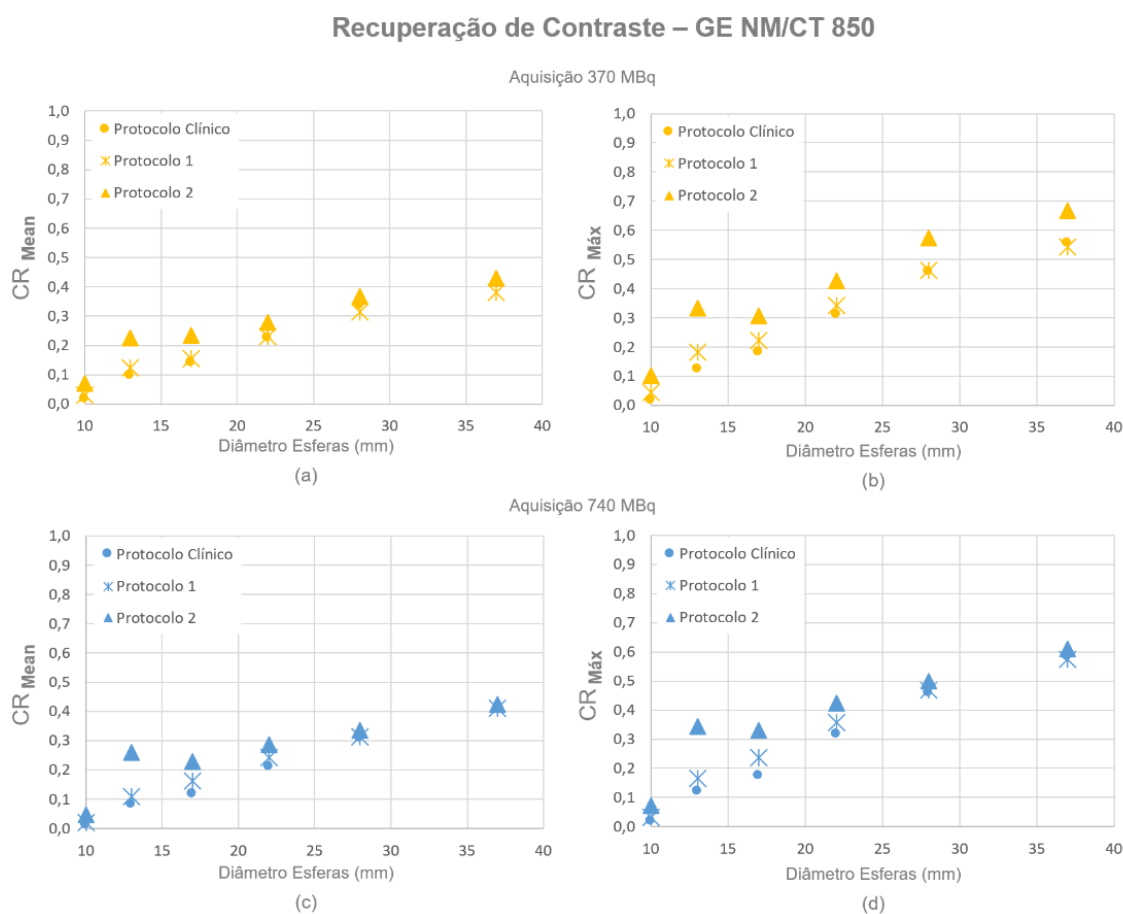 Recuperação de Contraste – GE NM/CT 850
Aquisição 370 MBq
1,0
0,9
0,8
0,7
0,6
0,5
0,4
0,3
0,2
0,1
0,0
CR Mean
Protocolo Clínico
Protocolo 1
Protocolo 2
10 15 20 25 30 35 40
Diâmetro Esferas (mm)
(a)
1,0
0,9
0,8
0,7
0,6
0,5
0,4
0,3
0,2
0,1
0,0
CR Máx
Protocolo Clínico
Protocolo 1
Protocolo 2
10 15 20 25 30 35 40
Diâmetro Esferas (mm)
(b)
Aquisição 740 MBq
1,0
0,9
0,8
0,7
0,6
0,5
0,4
0,3
0,2
0,1
0,0
CR Mean
Protocolo Clínico
Protocolo 1
Protocolo 2
10 15 20 25 30 35 40
Diâmetro Esferas (mm)
(c)
1,0
0,9
0,8
0,7
0,6
0,5
0,4
0,3
0,2
0,1
0,0
CR Máx
Protocolo Clínico
Protocolo 1
Protocolo 2
10 15 20 25 30 35 40
Diâmetro Esferas (mm)
(d)